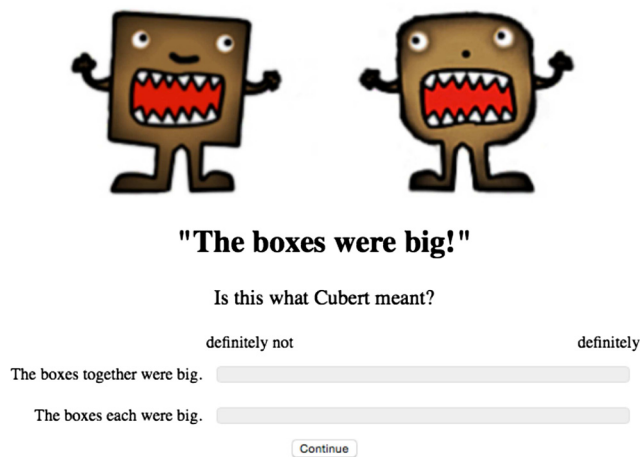 "The boxes were big!"
Is this what Cubert meant?
definitely not definitely
The boxes together were big.
The boxes each were big.
Continue